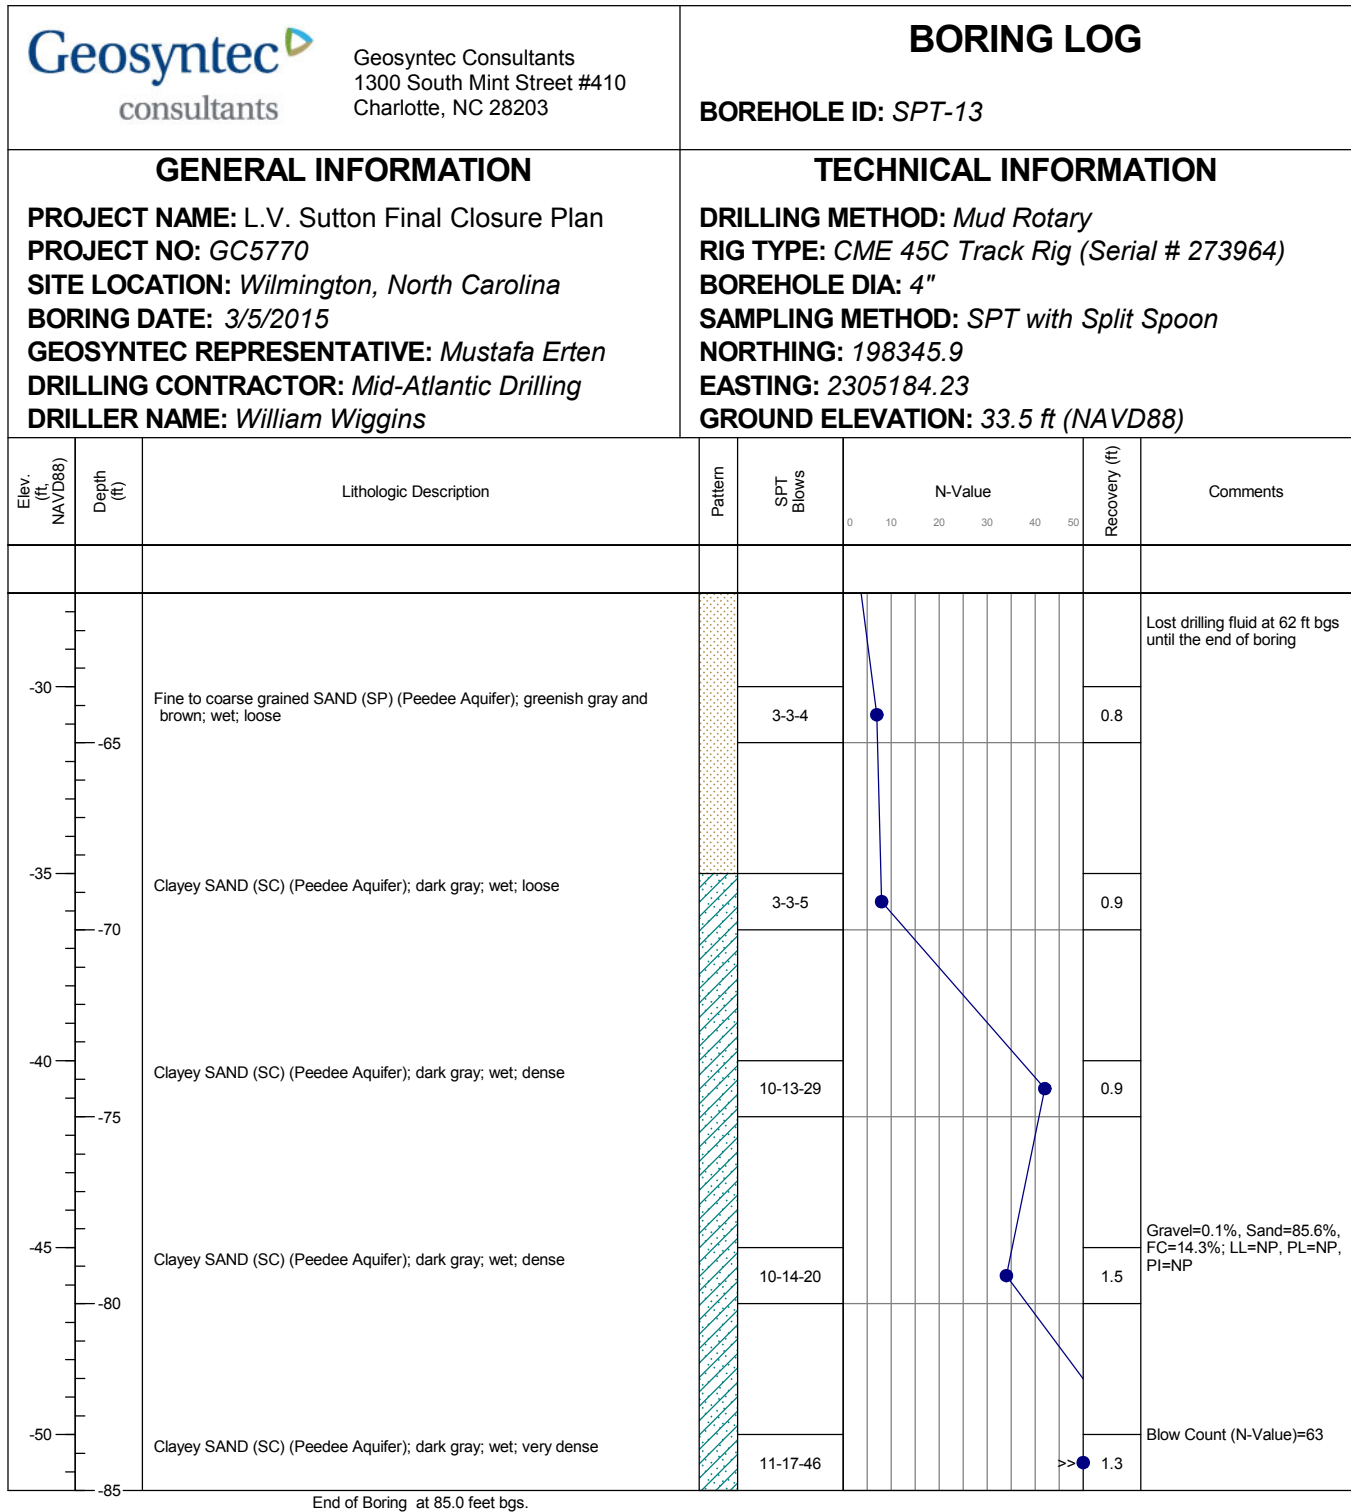 Geosyntec
consultants
Geosyntec Consultants
1300 South Mint Street #410
Charlotte, NC 28203
BORING LOG
BOREHOLE ID: SPT-13
GENERAL INFORMATION
PROJECT NAME: L.V. Sutton Final Closure Plan
PROJECT NO: GC5770
SITE LOCATION: Wilmington, North Carolina
BORING DATE: 3/5/2015
GEOSYNTEC REPRESENTATIVE: Mustafa Erten
DRILLING CONTRACTOR: Mid-Atlantic Drilling
DRILLER NAME: William Wiggins
TECHNICAL INFORMATION
DRILLING METHOD: Mud Rotary
RIG TYPE: CME 45C Track Rig (Serial # 273964)
BOREHOLE DIA: 4"
SAMPLING METHOD: SPT with Split Spoon
NORTHING: 198345.9
EASTING: 2305184.23
GROUND ELEVATION: 33.5 ft (NAVD88)
Elev.
(ft,
NAVD88)
Depth
(ft)
Lithologic Description
Pattern
SPT
Blows
N-Value
0 10 20 30 40 50
Recovery (ft)
Comments
Lost drilling fluid at 62 ft bgs
until the end of boring
-30
Fine to coarse grained SAND (SP) (Peedee Aquifer); greenish gray and
brown; wet; loose
3-3-4
0.8
-65
-35
Clayey SAND (SC) (Peedee Aquifer); dark gray; wet; loose
3-3-5
0.9
-70
-40
Clayey SAND (SC) (Peedee Aquifer); dark gray; wet; dense
10-13-29
0.9
-75
-45
Clayey SAND (SC) (Peedee Aquifer); dark gray; wet; dense
10-14-20
1.5
Gravel=0.1%, Sand=85.6%,
FC=14.3%; LL=NP, PL=NP,
PI=NP
-80
-50
Clayey SAND (SC) (Peedee Aquifer); dark gray; wet; very dense
11-17-46
>>
1.3
Blow Count (N-Value)=63
-85
End of Boring at 85.0 feet bgs.